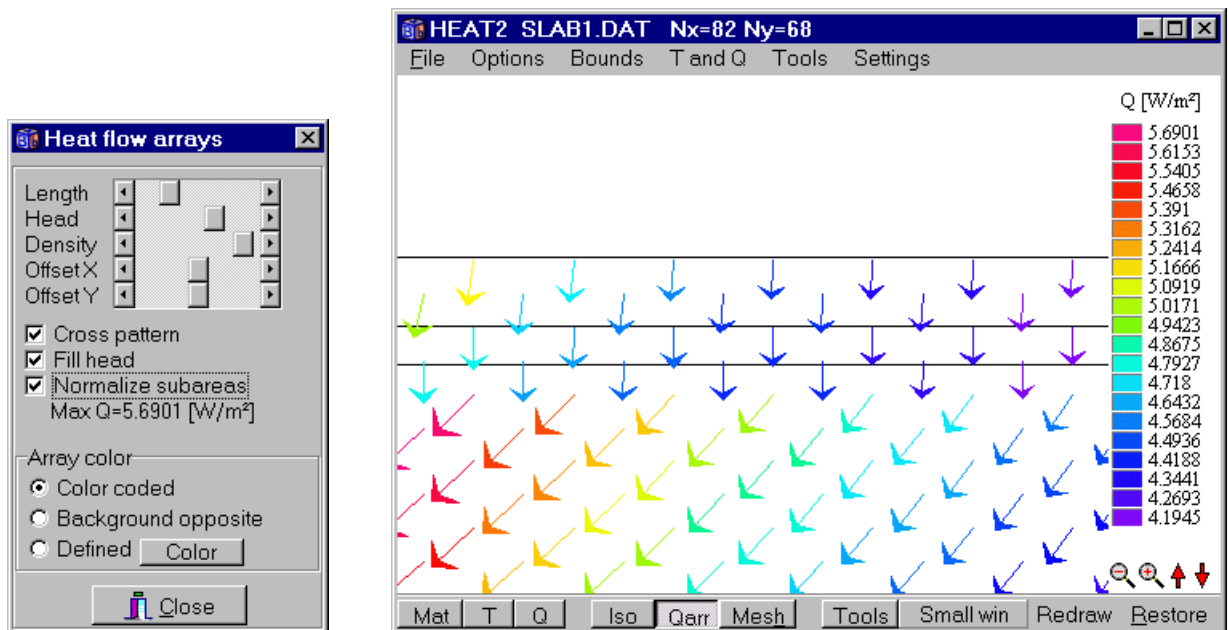 Heat flow arrays
Length
Head
Density
Offset X
Offset Y
Cross pattern
Fill head
Normalize subareas
Max Q=5.6901 [W/m²]
Array color
Color coded
Background opposite
Defined Color
Close
HEAT2 SLAB1.DAT Nx=82 Ny=68
File Options Bounds T and Q Tools Settings
Q [W/m²]
5.6901
5.6153
5.5405
5.4658
5.391
5.3162
5.2414
5.1666
5.0919
5.0171
4.9423
4.8675
4.7927
4.718
4.6432
4.5684
4.4936
4.4188
4.3441
4.2693
4.1945
Mat T Q Iso Qarr Mesh Tools Small win Redraw Restore